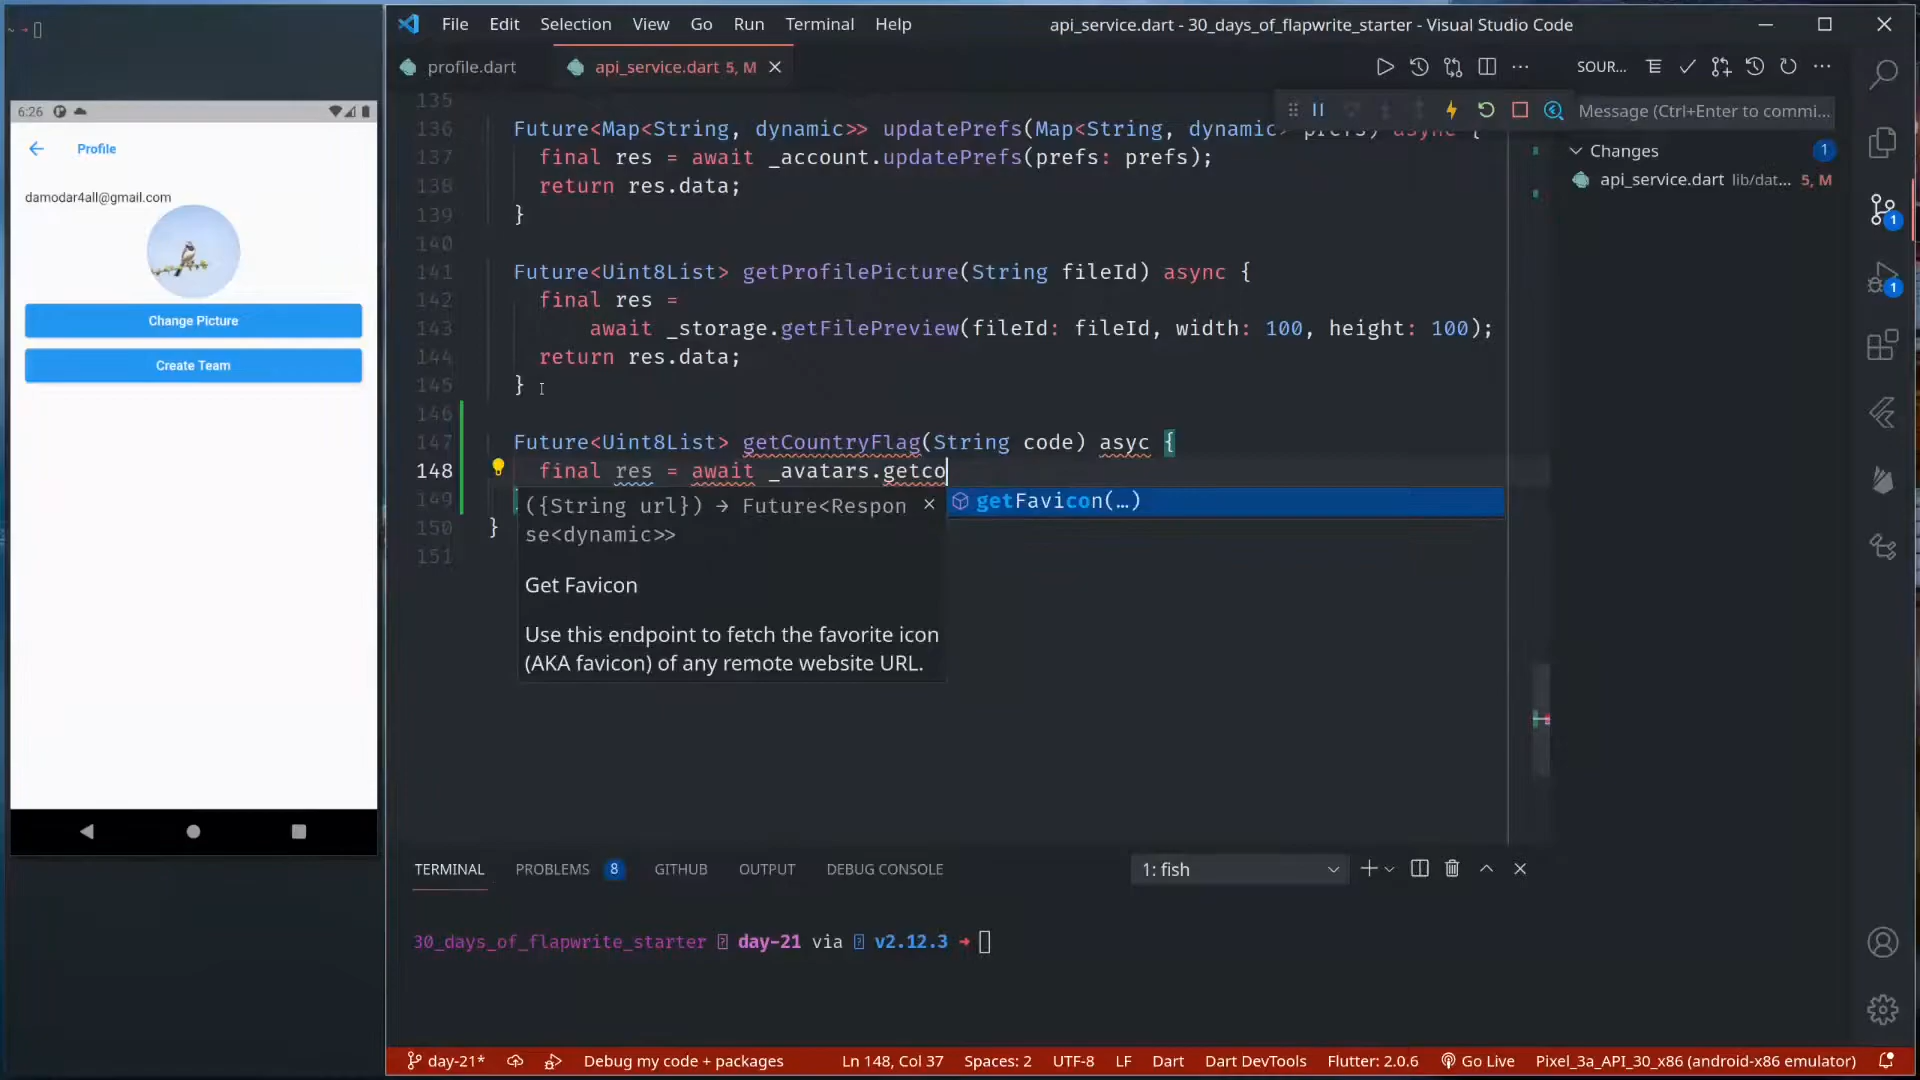 ~ →
6:26
Profile
damodar4all@gmail.com
Change Picture
Create Team
File Edit Selection View Go Run Terminal Help
api_service.dart - 30_days_of_flapwrite_starter - Visual Studio Code
profile.dart
api_service.dart 5, M
SOUR...
Message (Ctrl+Enter to commi...
Changes 1
api_service.dart lib/dat... 5, M
1
1
135
136 Future<Map<String, dynamic>> updatePrefs(Map<String, dynamic> prefs) async {
137 final res = await _account.updatePrefs(prefs: prefs);
138 return res.data;
139 }
140
141 Future<Uint8List> getProfilePicture(String fileId) async {
142 final res =
143 await _storage.getFilePreview(fileId: fileId, width: 100, height: 100);
144 return res.data;
145 }
146
147 Future<Uint8List> getCountryFlag(String code) asyc {
148 final res = await _avatars.getco
149
150 }
151
getFavicon(…)
({String url}) → Future<Respon
se<dynamic>>
Get Favicon
Use this endpoint to fetch the favorite icon
(AKA favicon) of any remote website URL.
TERMINAL PROBLEMS 8 GITHUB OUTPUT DEBUG CONSOLE
1: fish
30_days_of_flapwrite_starter day-21 via v2.12.3 →
day-21* Debug my code + packages Ln 148, Col 37 Spaces: 2 UTF-8 LF Dart Dart DevTools Flutter: 2.0.6 Go Live Pixel_3a_API_30_x86 (android-x86 emulator)